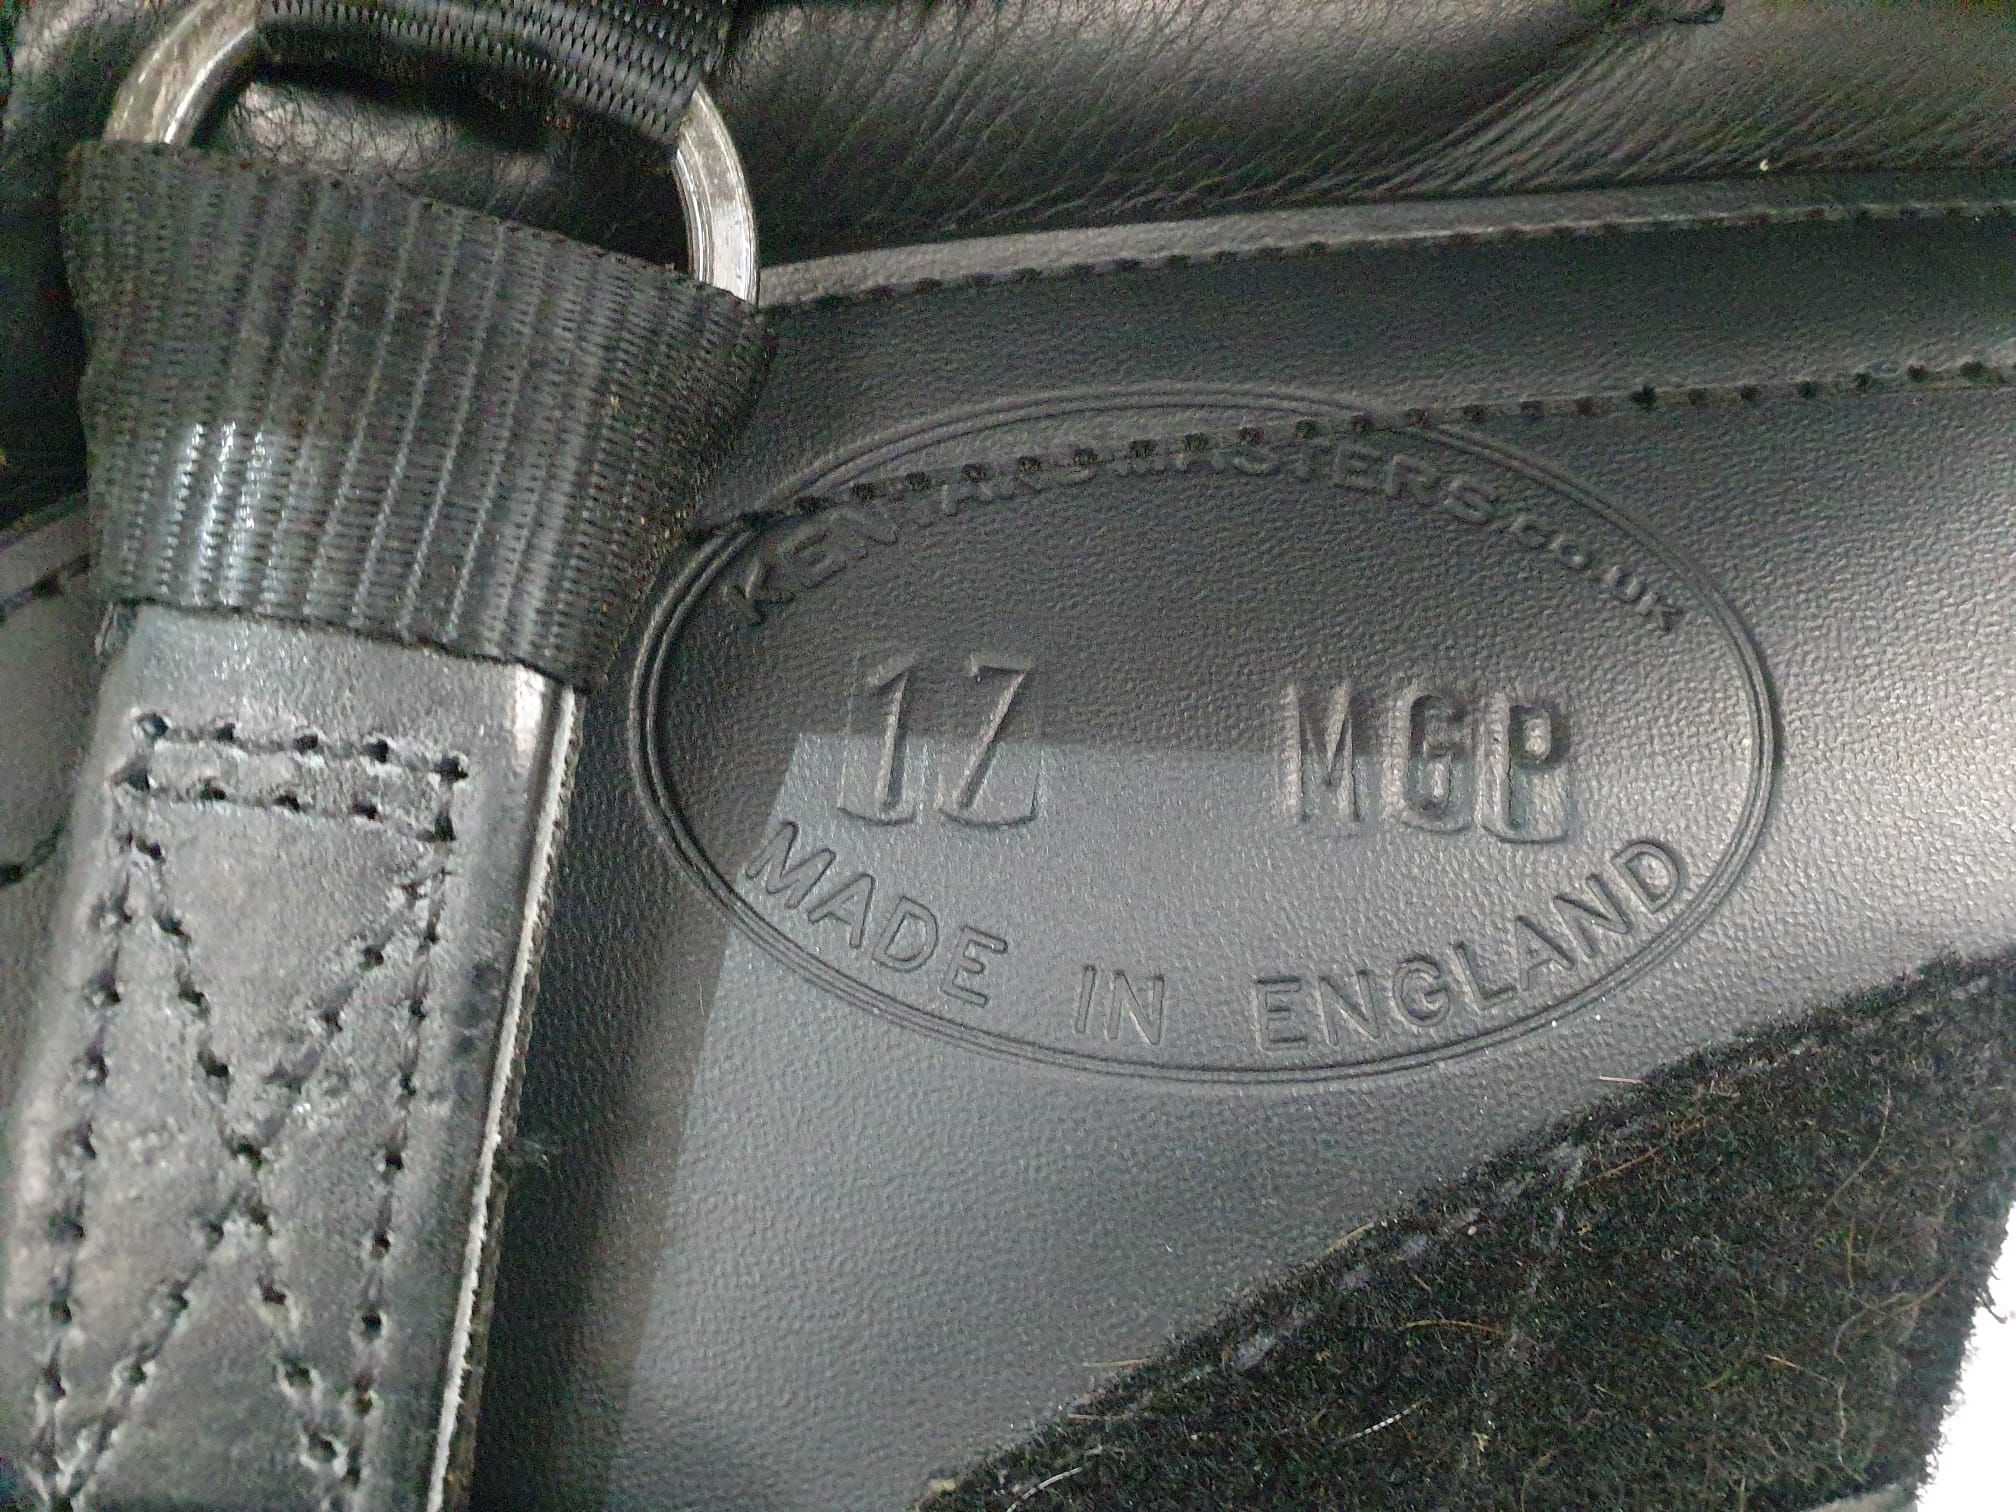 KENTANDMASTERS.CO.UK
17 MGP
MADE IN ENGLAND